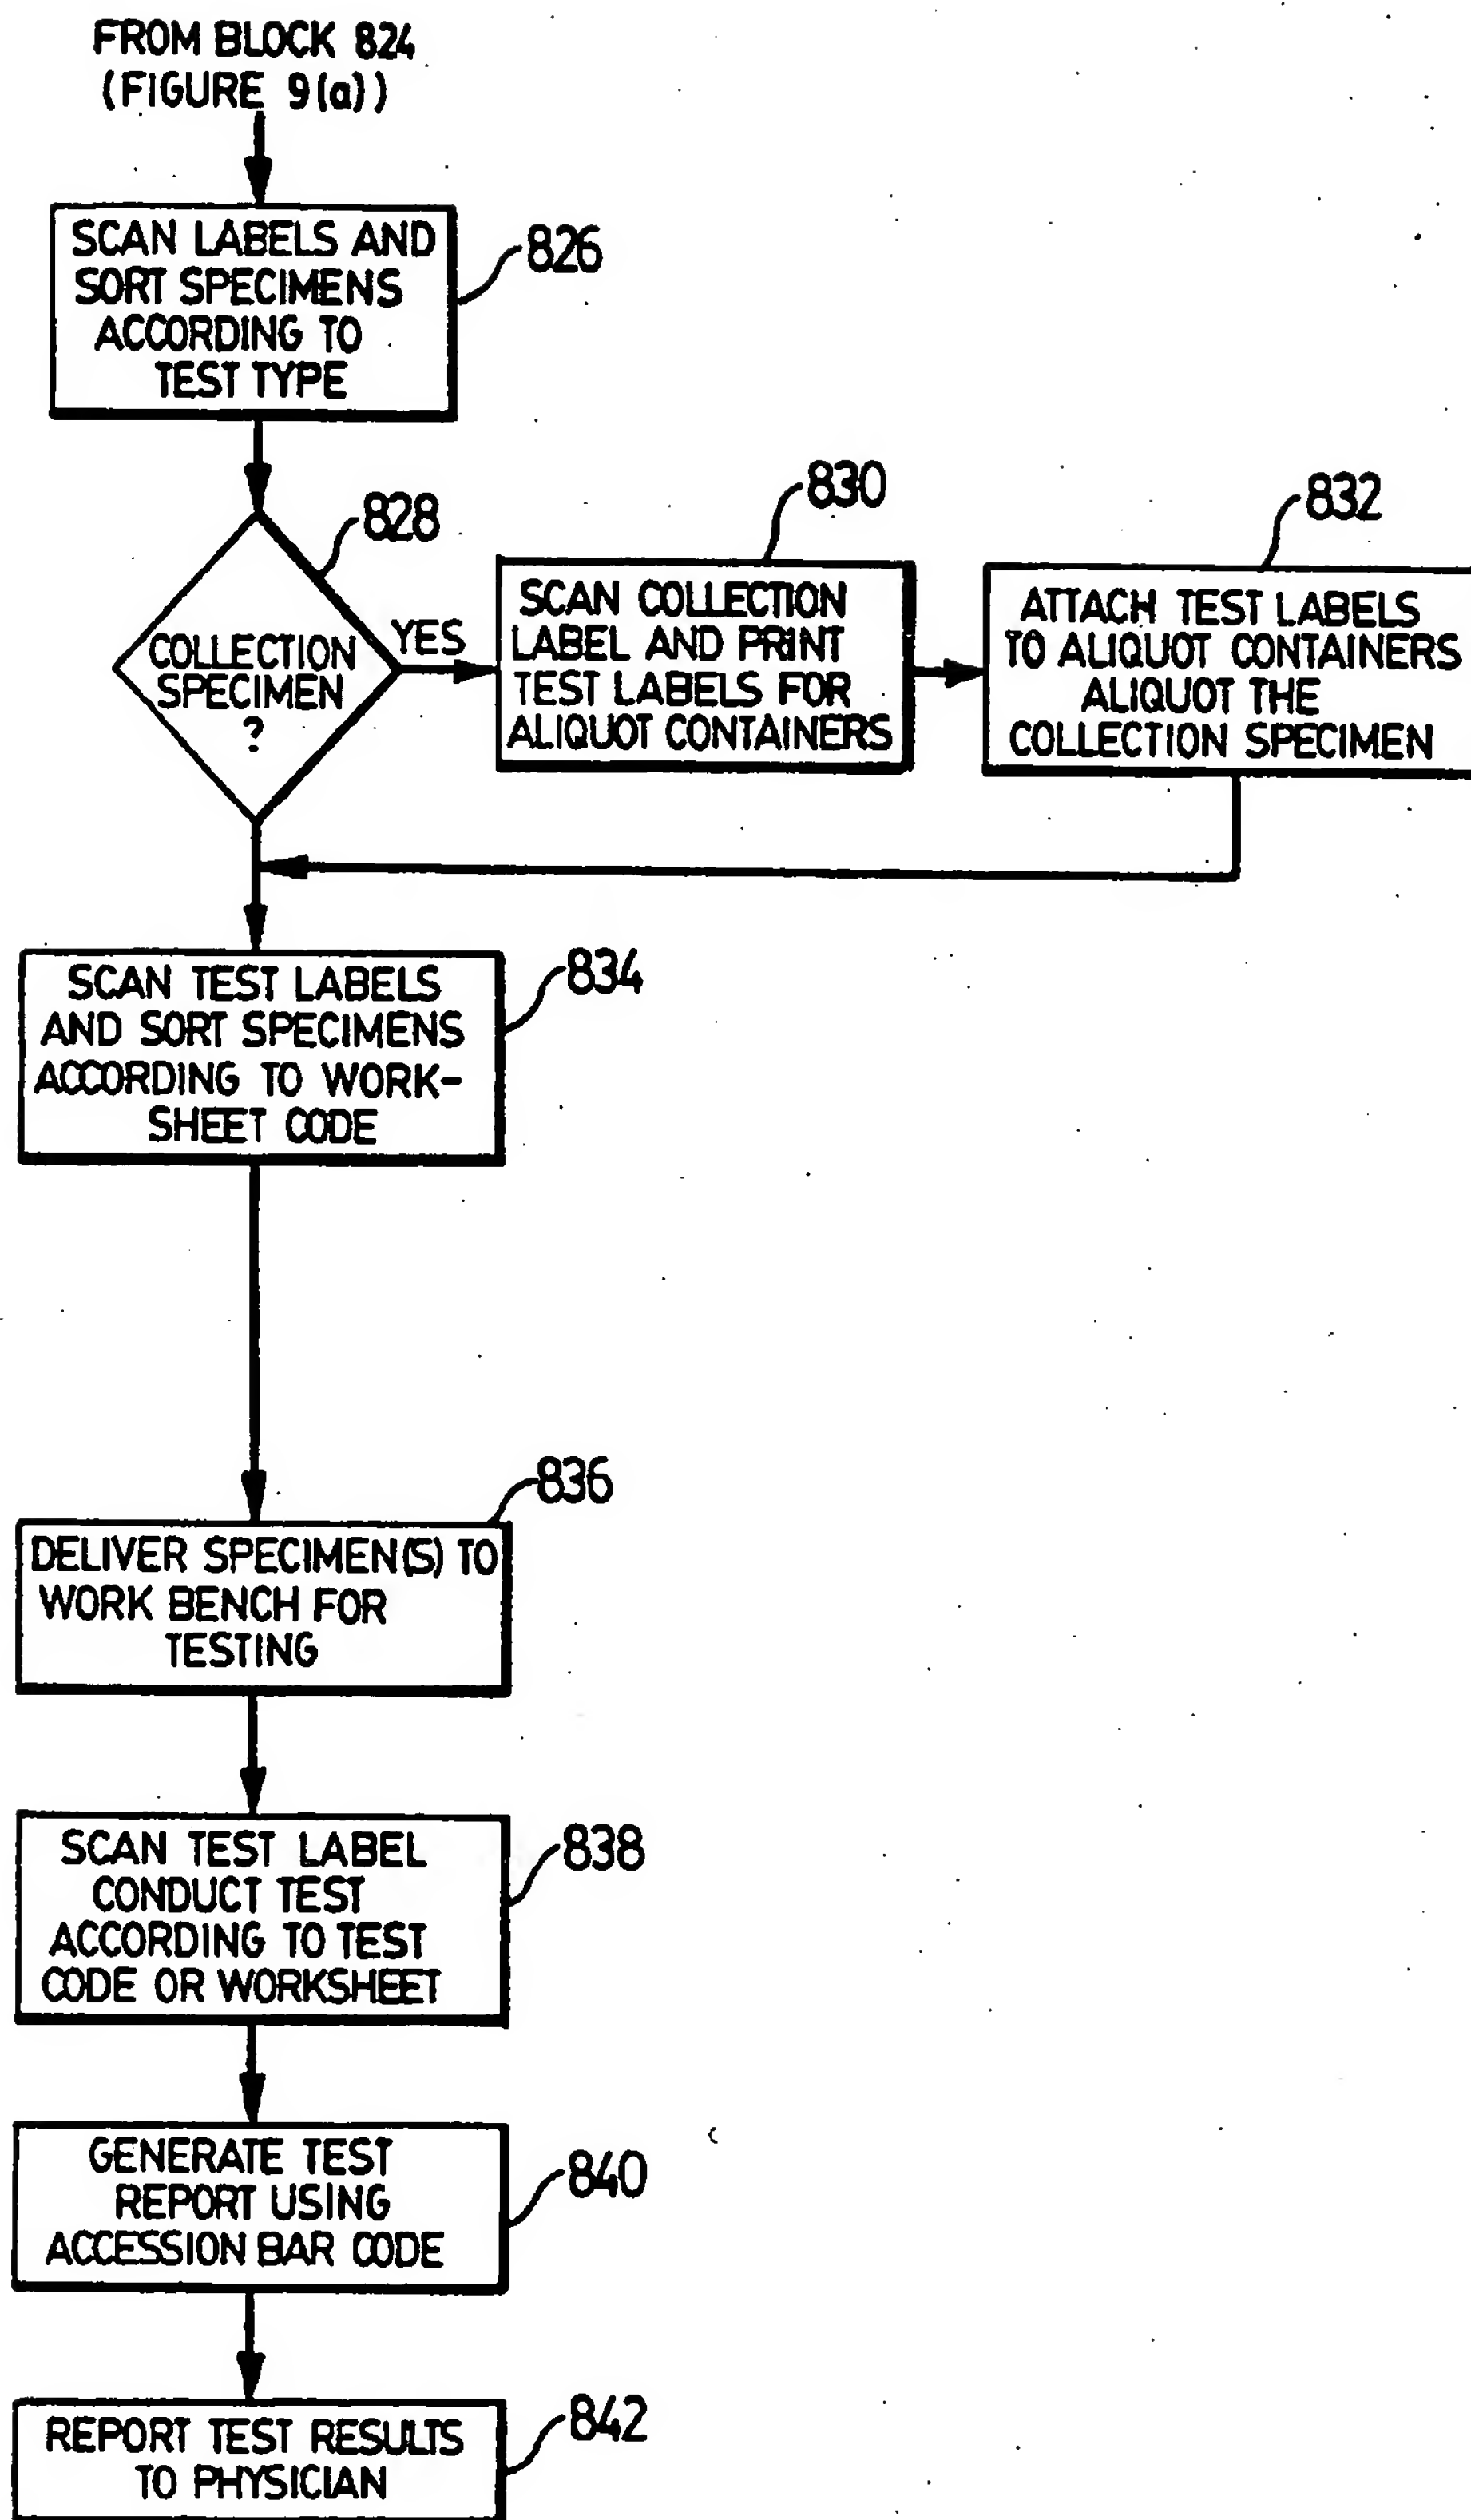 FROM BLOCK 824
(FIGURE 9(a))
SCAN LABELS AND
SORT SPECIMENS
ACCORDING TO
TEST TYPE
826
COLLECTION
SPECIMEN
?
828
YES
SCAN COLLECTION
LABEL AND PRINT
TEST LABELS FOR
ALIQUOT CONTAINERS
830
ATTACH TEST LABELS
TO ALIQUOT CONTAINERS
ALIQUOT THE
COLLECTION SPECIMEN
832
SCAN TEST LABELS
AND SORT SPECIMENS
ACCORDING TO WORK-
SHEET CODE
834
DELIVER SPECIMEN(S) TO
WORK BENCH FOR
TESTING
836
SCAN TEST LABEL
CONDUCT TEST
ACCORDING TO TEST
CODE OR WORKSHEET
838
GENERATE TEST
REPORT USING
ACCESSION BAR CODE
840
REPORT TEST RESULTS
TO PHYSICIAN
842